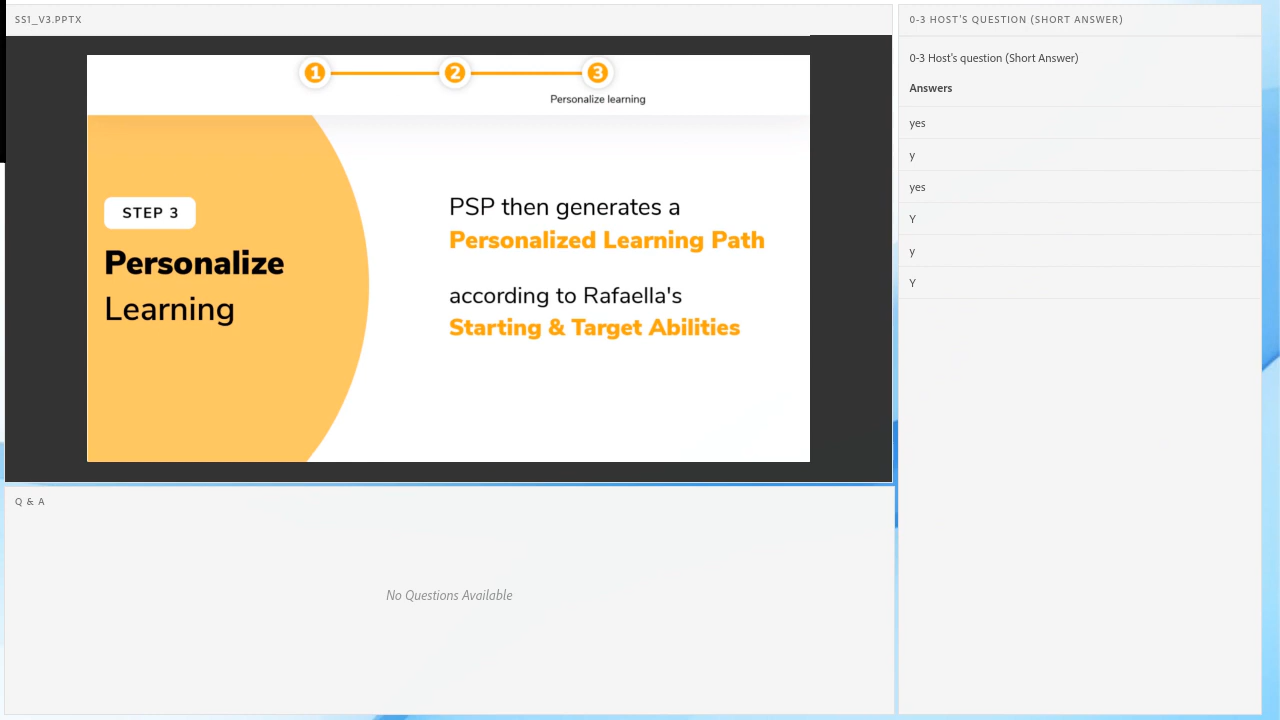 SS1_V3.PPTX
1
2
3
Personalize learning
STEP 3
Personalize
Learning
PSP then generates a
Personalized Learning Path
according to Rafaella's
Starting & Target Abilities
Q & A
No Questions Available
0-3 HOST'S QUESTION (SHORT ANSWER)
0-3 Host's question (Short Answer)
Answers
yes
y
yes
Y
y
Y